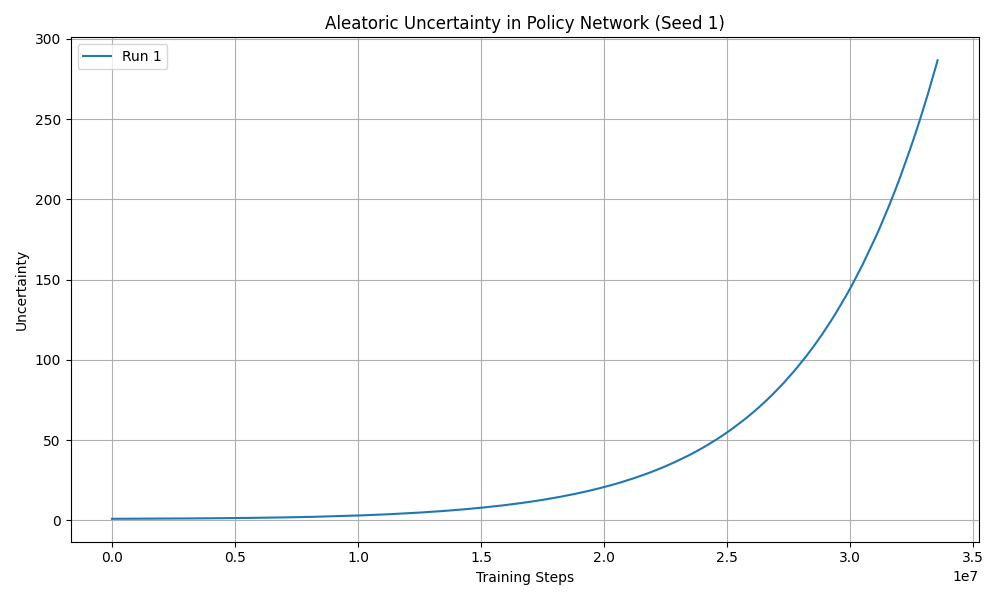 Aleatoric Uncertainty in Policy Network (Seed 1)
Run 1
300
250
200
150
100
50
0
Uncertainty
0.0 0.5 1.0 1.5 2.0 2.5 3.0 3.5
1e7
Training Steps